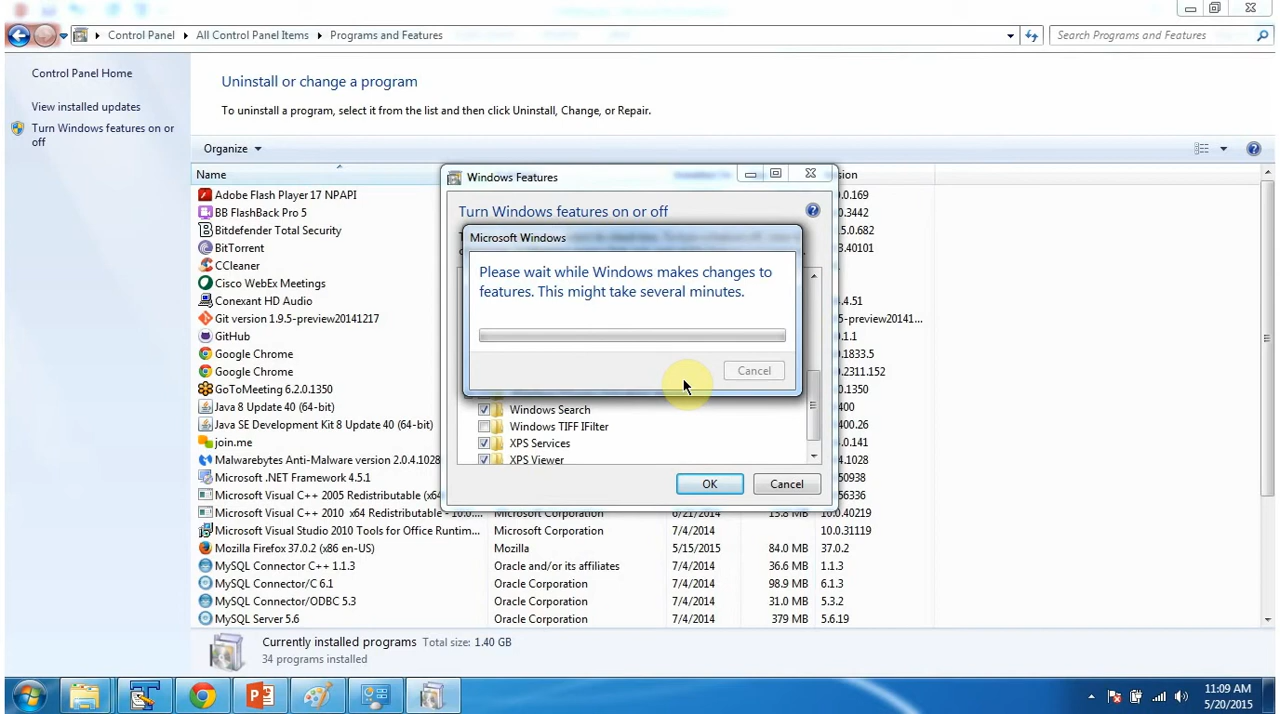 Control Panel
All Control Panel Items
Programs and Features
Search Programs and Features
Control Panel Home
View installed updates
Turn Windows features on or
off
Uninstall or change a program
To uninstall a program, select it from the list and then click Uninstall, Change, or Repair.
Organize
Name
Adobe Flash Player 17 NPAPI
BB FlashBack Pro 5
Bitdefender Total Security
BitTorrent
CCleaner
Cisco WebEx Meetings
Conexant HD Audio
Git version 1.9.5-preview20141217
GitHub
Google Chrome
Google Chrome
GoToMeeting 6.2.0.1350
Java 8 Update 40 (64-bit)
Java SE Development Kit 8 Update 40 (64-bit)
join.me
Malwarebytes Anti-Malware version 2.0.4.1028
Microsoft .NET Framework 4.5.1
Microsoft Visual C++ 2005 Redistributable (x64
Microsoft Visual C++ 2010  x64 Redistributable - 10.0....
Microsoft Corporation 6/21/2014 13.8 MB 10.0.40219
Microsoft Visual Studio 2010 Tools for Office Runtim... Microsoft Corporation 7/4/2014 10.0.31119
Mozilla Firefox 37.0.2 (x86 en-US) Mozilla 5/15/2015 84.0 MB 37.0.2
MySQL Connector C++ 1.1.3 Oracle and/or its affiliates 7/4/2014 36.6 MB 1.1.3
MySQL Connector/C 6.1 Oracle Corporation 7/4/2014 98.9 MB 6.1.3
MySQL Connector/ODBC 5.3 Oracle Corporation 7/4/2014 31.0 MB 5.3.2
MySQL Server 5.6 Oracle Corporation 7/4/2014 379 MB 5.6.19
Windows Features
Turn Windows features on or off
Microsoft Windows
Please wait while Windows makes changes to
features. This might take several minutes.
Cancel
Windows Search
Windows TIFF IFilter
XPS Services
XPS Viewer
OK
Cancel
Currently installed programs Total size: 1.40 GB
34 programs installed
11:09 AM
5/20/2015